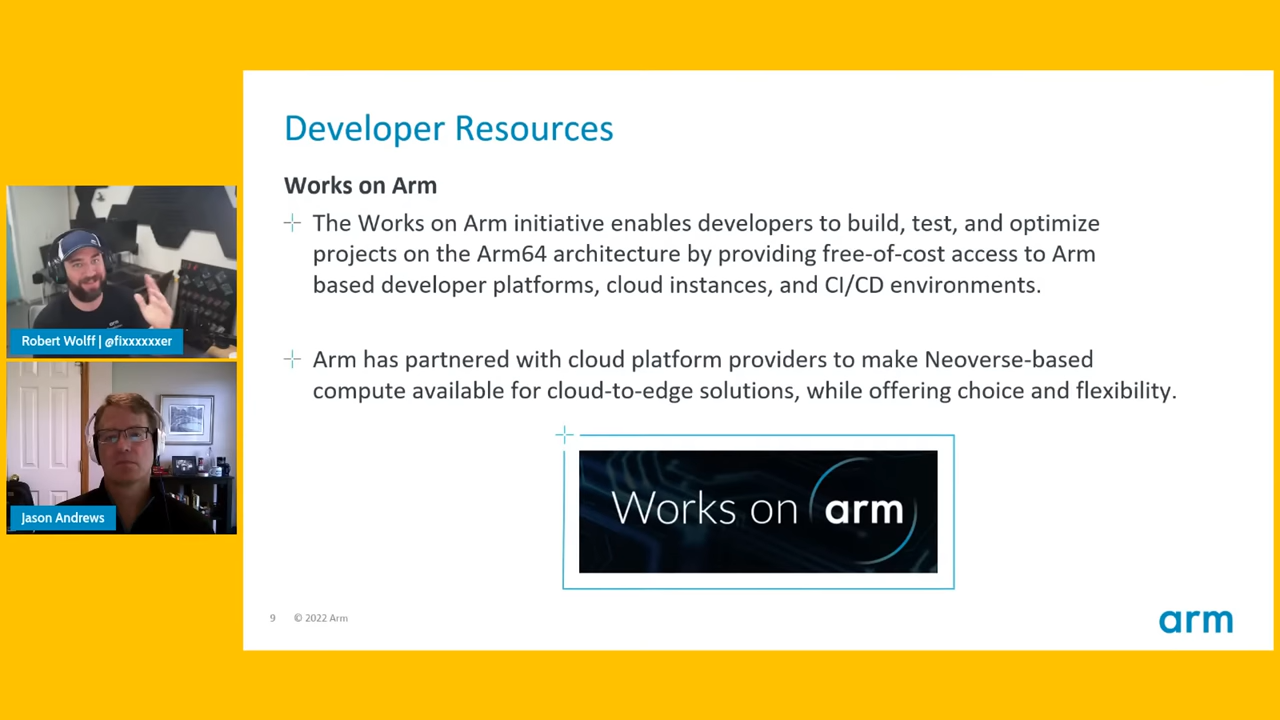 Developer Resources
Works on Arm
The Works on Arm initiative enables developers to build, test, and optimize
projects on the Arm64 architecture by providing free-of-cost access to Arm
based developer platforms, cloud instances, and CI/CD environments.
Arm has partnered with cloud platform providers to make Neoverse-based
compute available for cloud-to-edge solutions, while offering choice and flexibility.
Works on arm
9 © 2022 Arm
arm
Robert Wolff | @fixxxxxxer
Jason Andrews